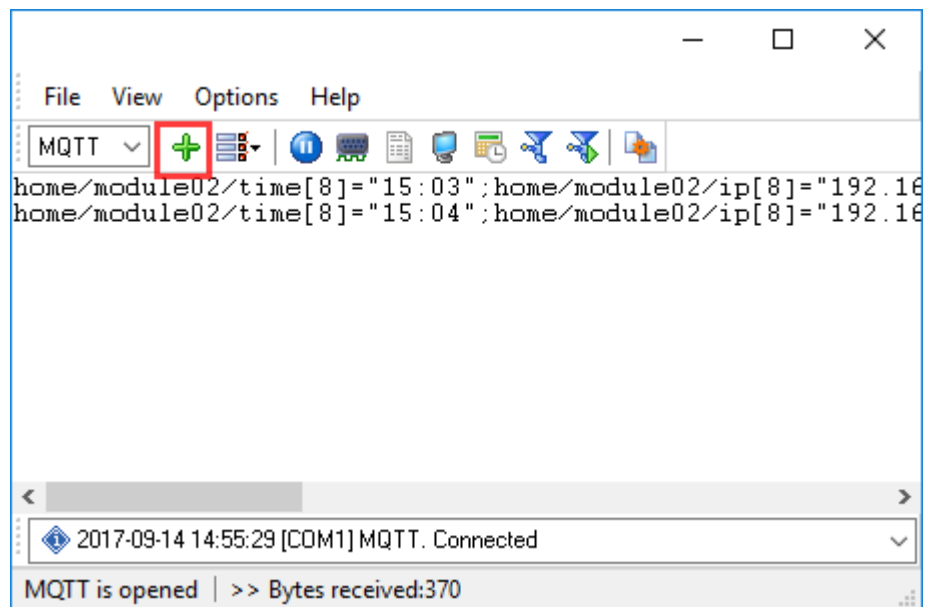 File View Options Help
MQTT
home/module02/time[8]="15:03";home/module02/ip[8]="192.16
home/module02/time[8]="15:04";home/module02/ip[8]="192.16
2017-09-14 14:55:29 [COM1] MQTT. Connected
MQTT is opened >> Bytes received:370